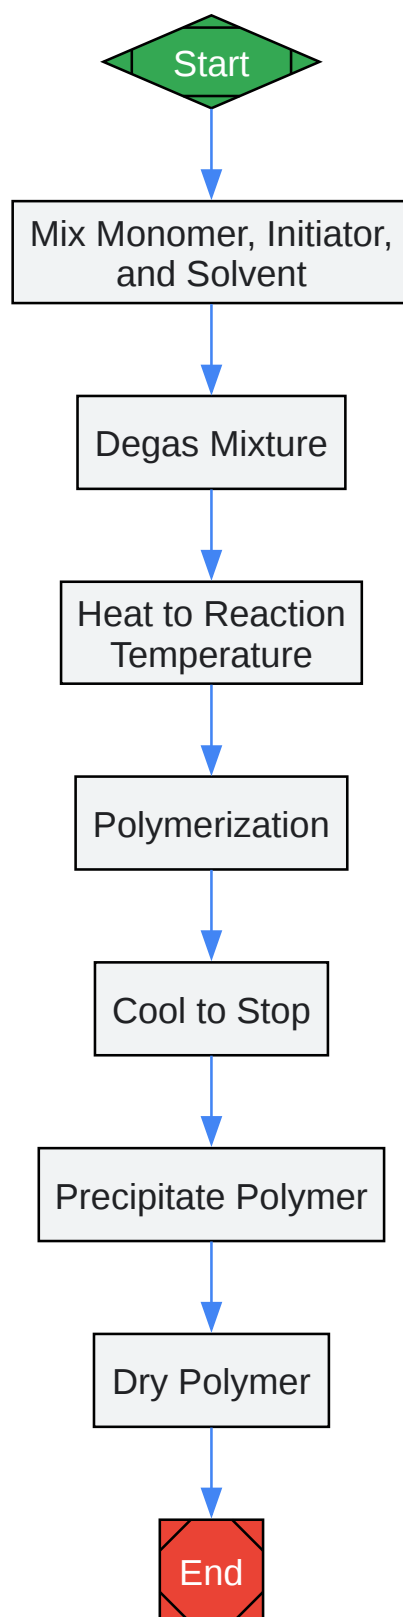 Start
Mix Monomer, Initiator,
and Solvent
Degas Mixture
Heat to Reaction
Temperature
Polymerization
Cool to Stop
Precipitate Polymer
Dry Polymer
End